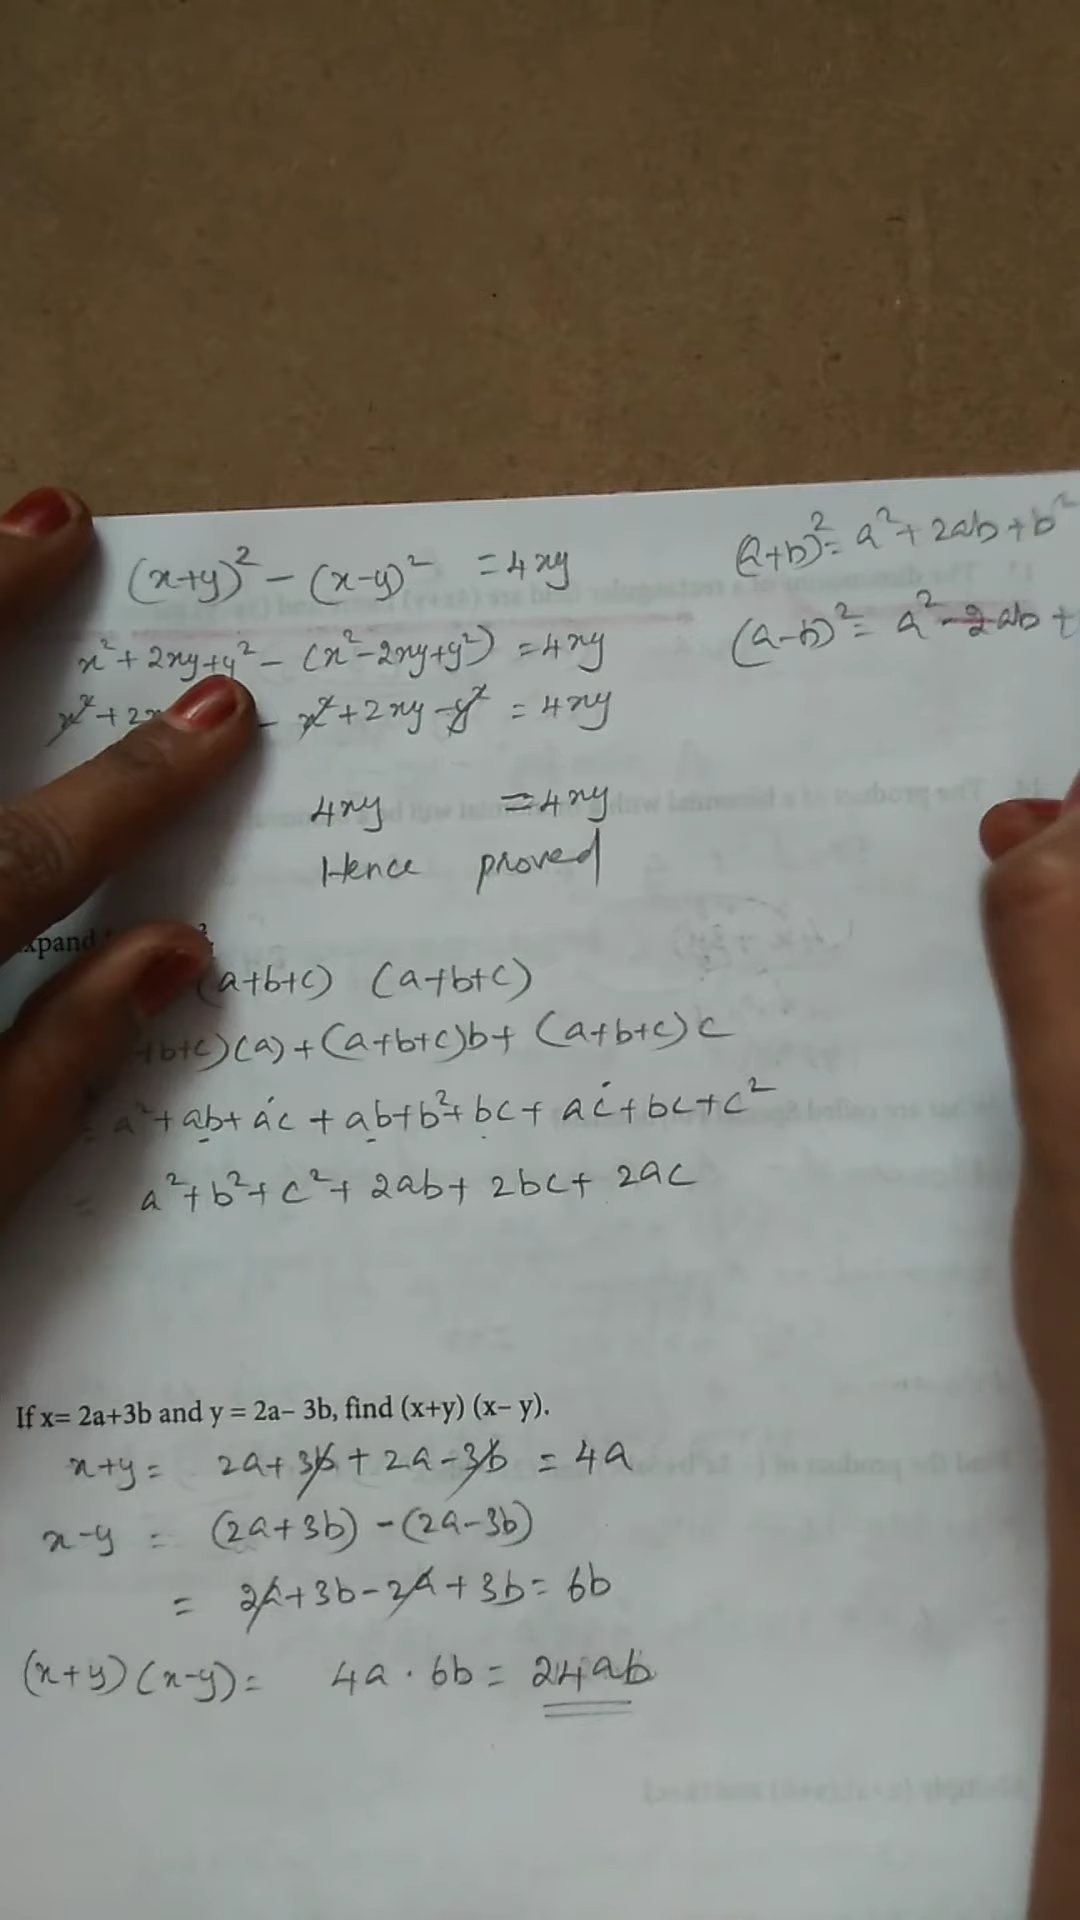 (x+y)² - (x-y)² = 4xy
(a+b)² = a² + 2ab + b²
(a-b)² = a² - 2ab +
x² + 2xy + y² - (x² - 2xy + y²) = 4xy
x² + 2x - x² + 2xy - y² = 4xy
4xy = 4xy
Hence proved
xpand
(a+b+c) (a+b+c)
+b+c)(a) + (a+b+c)b + (a+b+c)c
= a² + ab + ac + ab + b² + bc + ac + bc + c²
= a² + b² + c² + 2ab + 2bc + 2ac
If x= 2a+3b and y = 2a– 3b, find (x+y) (x– y).
x+y = 2a + 3b + 2a - 3b = 4a
x-y = (2a+3b) - (2a-3b)
= 2a + 3b - 2a + 3b = 6b
(x+y) (x-y) = 4a · 6b = 24ab